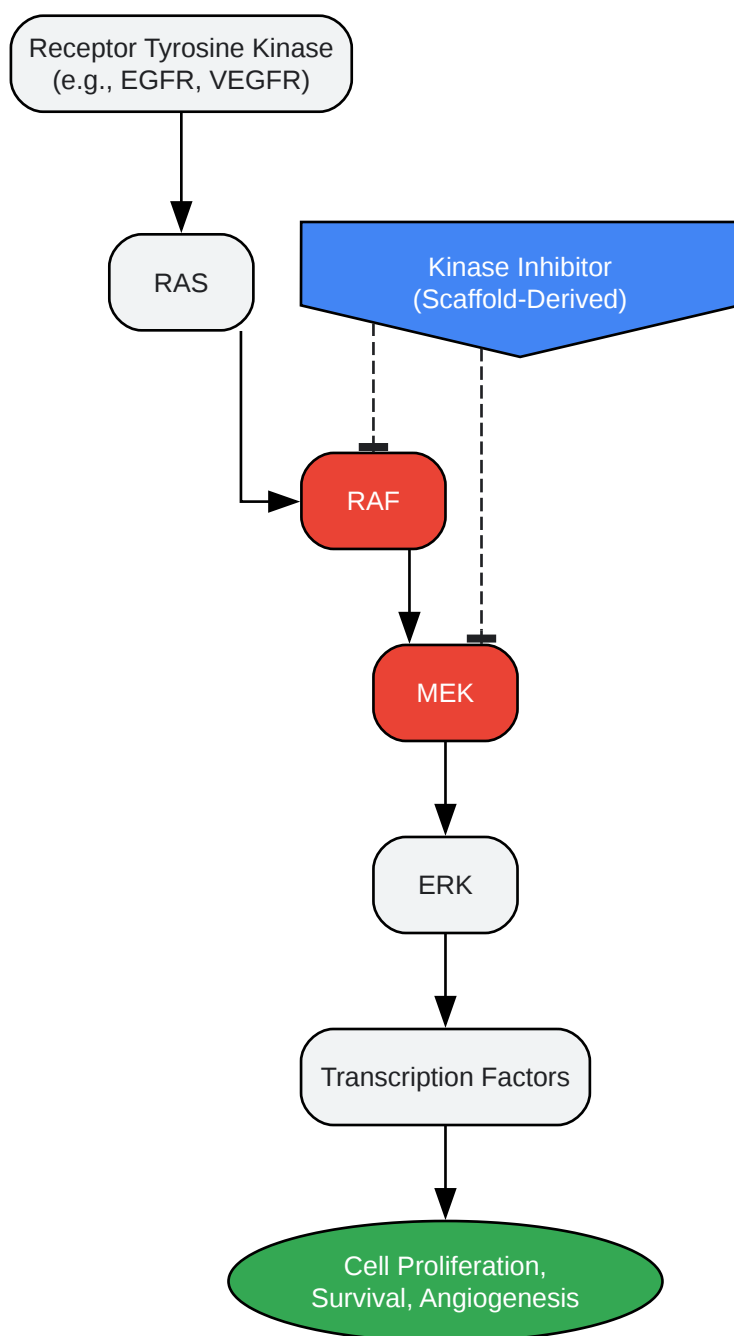 Receptor Tyrosine Kinase
(e.g., EGFR, VEGFR)
RAS
Kinase Inhibitor
(Scaffold-Derived)
RAF
MEK
ERK
Transcription Factors
Cell Proliferation,
Survival, Angiogenesis